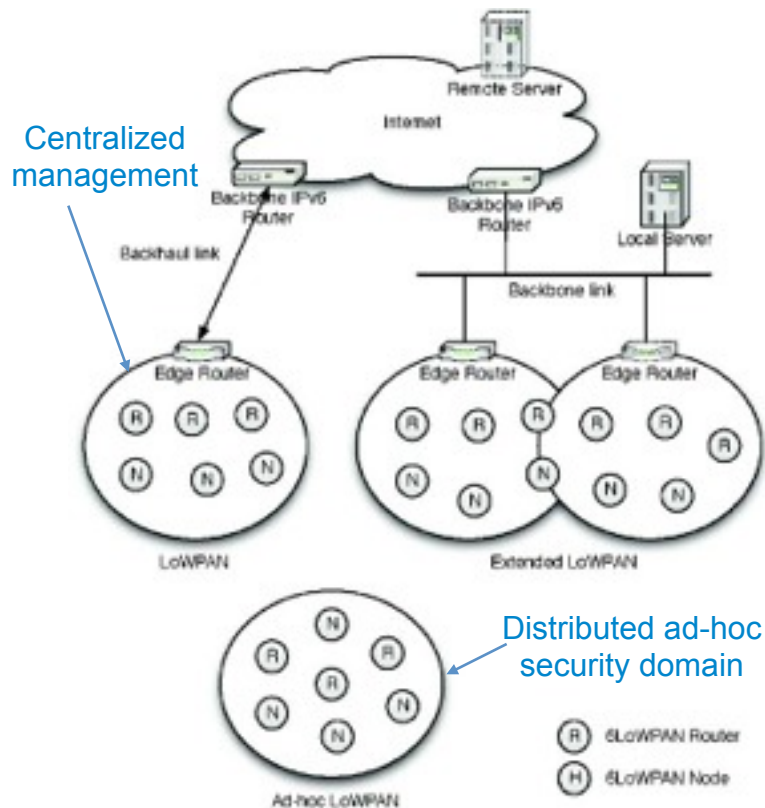 Remote Server
Internet
Centralized
management
Backbone IPv6
Router
Backbone IPv6
Router
Local Server
Backhaul link
Backbone link
Edge Router
Edge Router
Edge Router
R R R
N N N
R R R
N N N
R R R
N N
LoWPAN
Extended LoWPAN
N
R R
R
N N
N
Distributed ad-hoc
security domain
R 6LoWPAN Router
H 6LoWPAN Node
Ad-hoc LoWPAN